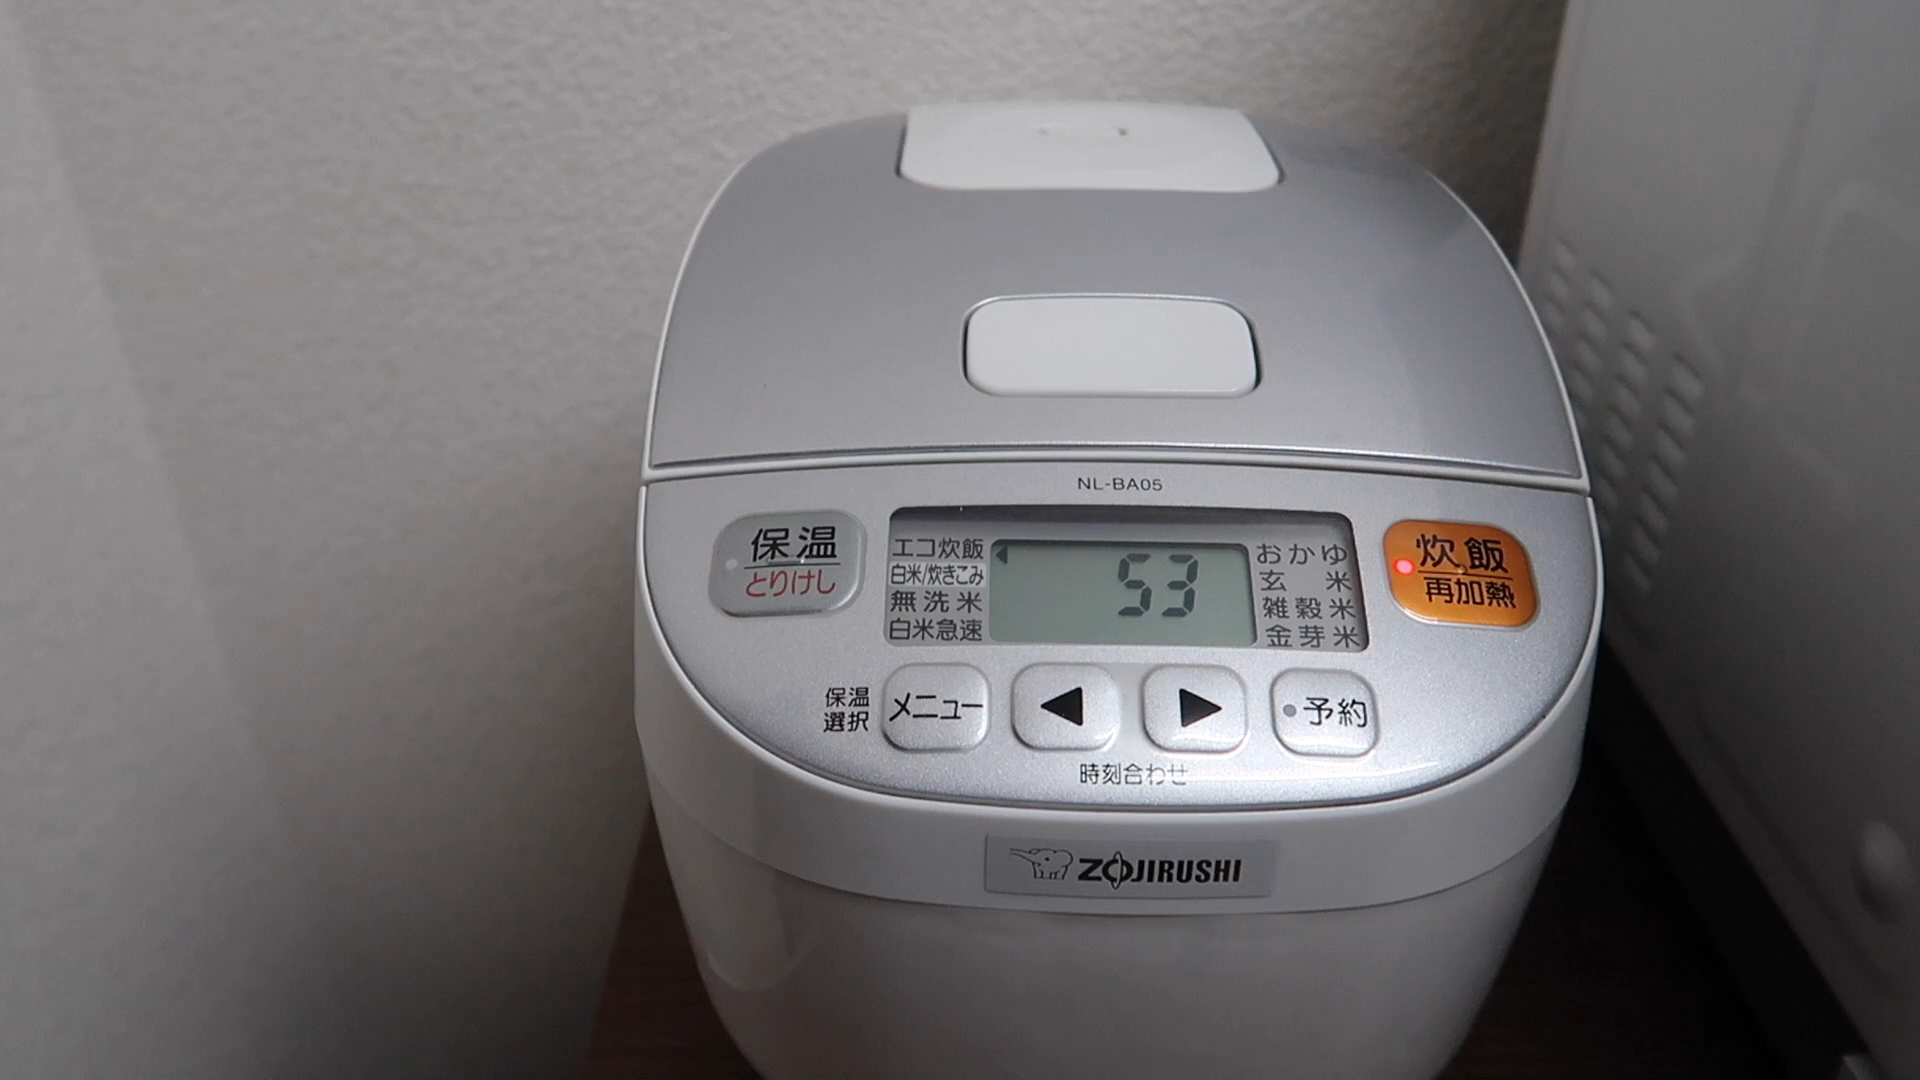 NL-BA05
保温
とりけし
エコ炊飯
白米/炊きこみ
無洗米
白米急速
53
おかゆ
玄米
雑穀米
金芽米
炊飯
再加熱
保温
選択
メニュー
予約
時刻合わせ
ZOJIRUSHI